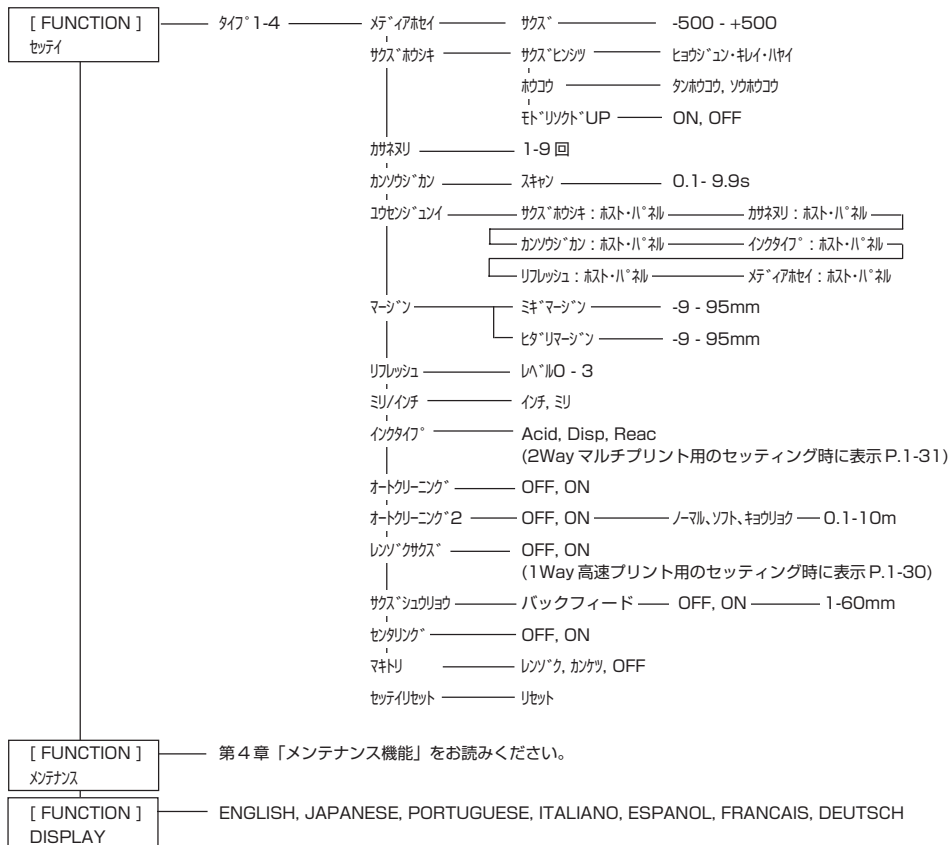 [ FUNCTION ] ﾀｲﾌﾟ1-4 ﾒﾃﾞｨｱﾎｾｲ ｻｸｽﾞ -500 - +500
ｾｯﾃｲ ｻｸｽﾞﾎｳｼｷ ｻｸｽﾞﾋﾝｼﾂ ﾋｮｳｼﾞｭﾝ･ｷﾚｲ･ﾊﾔｲ
ﾎｳｺｳ ﾀﾝﾎｳｺｳ, ｿｳﾎｳｺｳ
ﾓﾄﾞﾘｿｸﾄﾞUP ON, OFF
ｶｻﾈﾇﾘ 1-9 回
ｶﾝｿｳｼﾞｶﾝ ｽｷｬﾝ 0.1- 9.9s
ﾕｳｾﾝｼﾞｭﾝｲ ｻｸｽﾞﾎｳｼｷ : ﾎｽﾄ･ﾊﾟﾈﾙ ｶｻﾈﾇﾘ : ﾎｽﾄ･ﾊﾟﾈﾙ
ｶﾝｿｳｼﾞｶﾝ : ﾎｽﾄ･ﾊﾟﾈﾙ ｲﾝｸﾀｲﾌﾟ : ﾎｽﾄ･ﾊﾟﾈﾙ
ﾘﾌﾚｯｼｭ : ﾎｽﾄ･ﾊﾟﾈﾙ ﾒﾃﾞｨｱﾎｾｲ : ﾎｽﾄ･ﾊﾟﾈﾙ
ﾏｰｼﾞﾝ ﾐｷﾞﾏｰｼﾞﾝ -9 - 95mm
ﾋﾀﾞﾘﾏｰｼﾞﾝ -9 - 95mm
ﾘﾌﾚｯｼｭ ﾚﾍﾞﾙ0 - 3
ﾐﾘ/ｲﾝﾁ ｲﾝﾁ, ﾐﾘ
ｲﾝｸﾀｲﾌﾟ Acid, Disp, Reac
(2Way マルチプリント用のセッティング時に表示 P.1-31)
ｵｰﾄｸﾘｰﾆﾝｸﾞ OFF, ON
ｵｰﾄｸﾘｰﾆﾝｸﾞ2 OFF, ON ﾉｰﾏﾙ､ｿﾌﾄ､ｷｮｳﾘｮｸ 0.1-10m
ﾚﾝｿﾞｸｻｸｽﾞ OFF, ON
(1Way 高速プリント用のセッティング時に表示 P.1-30)
ｻｸｽﾞｼｭｳﾘｮｳ バックフィード OFF, ON 1-60mm
ｾﾝﾀﾘﾝｸﾞ OFF, ON
ﾏｷﾄﾘ ﾚﾝｿﾞｸ, ｶﾝｹﾂ, OFF
ｾｯﾃｲﾘｾｯﾄ ﾘｾｯﾄ
[ FUNCTION ] 第４章「メンテナンス機能」をお読みください。
ﾒﾝﾃﾅﾝｽ
[ FUNCTION ] ENGLISH, JAPANESE, PORTUGUESE, ITALIANO, ESPANOL, FRANCAIS, DEUTSCH
DISPLAY